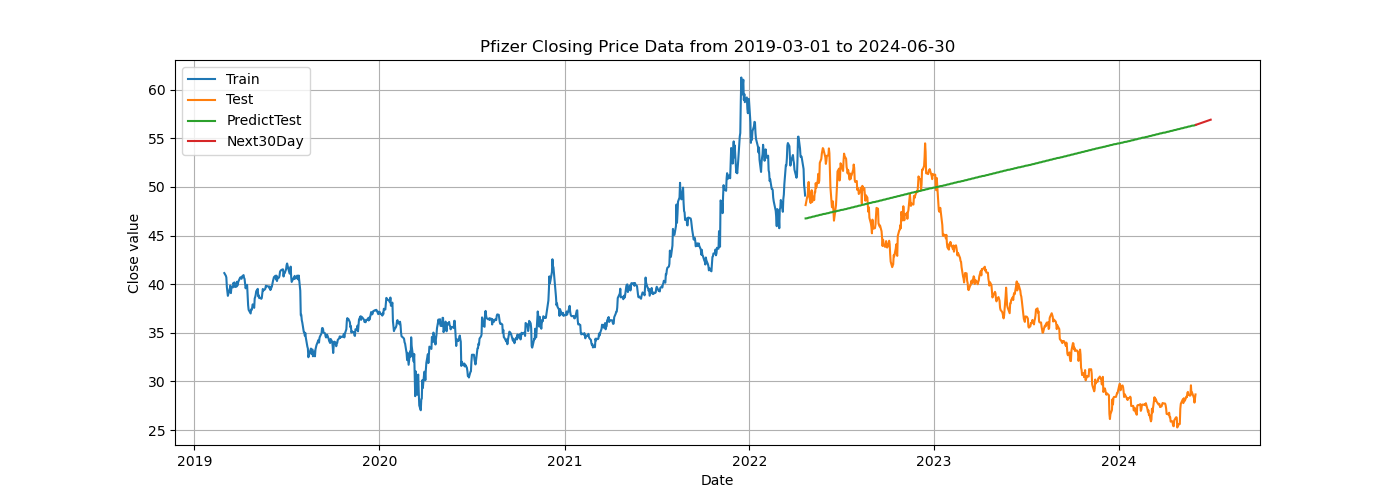 Pfizer Closing Price Data from 2019-03-01 to 2024-06-30
Train
Test
PredictTest
Next30Day
Close value
60
55
50
45
40
35
30
25
2019 2020 2021 2022 2023 2024
Date